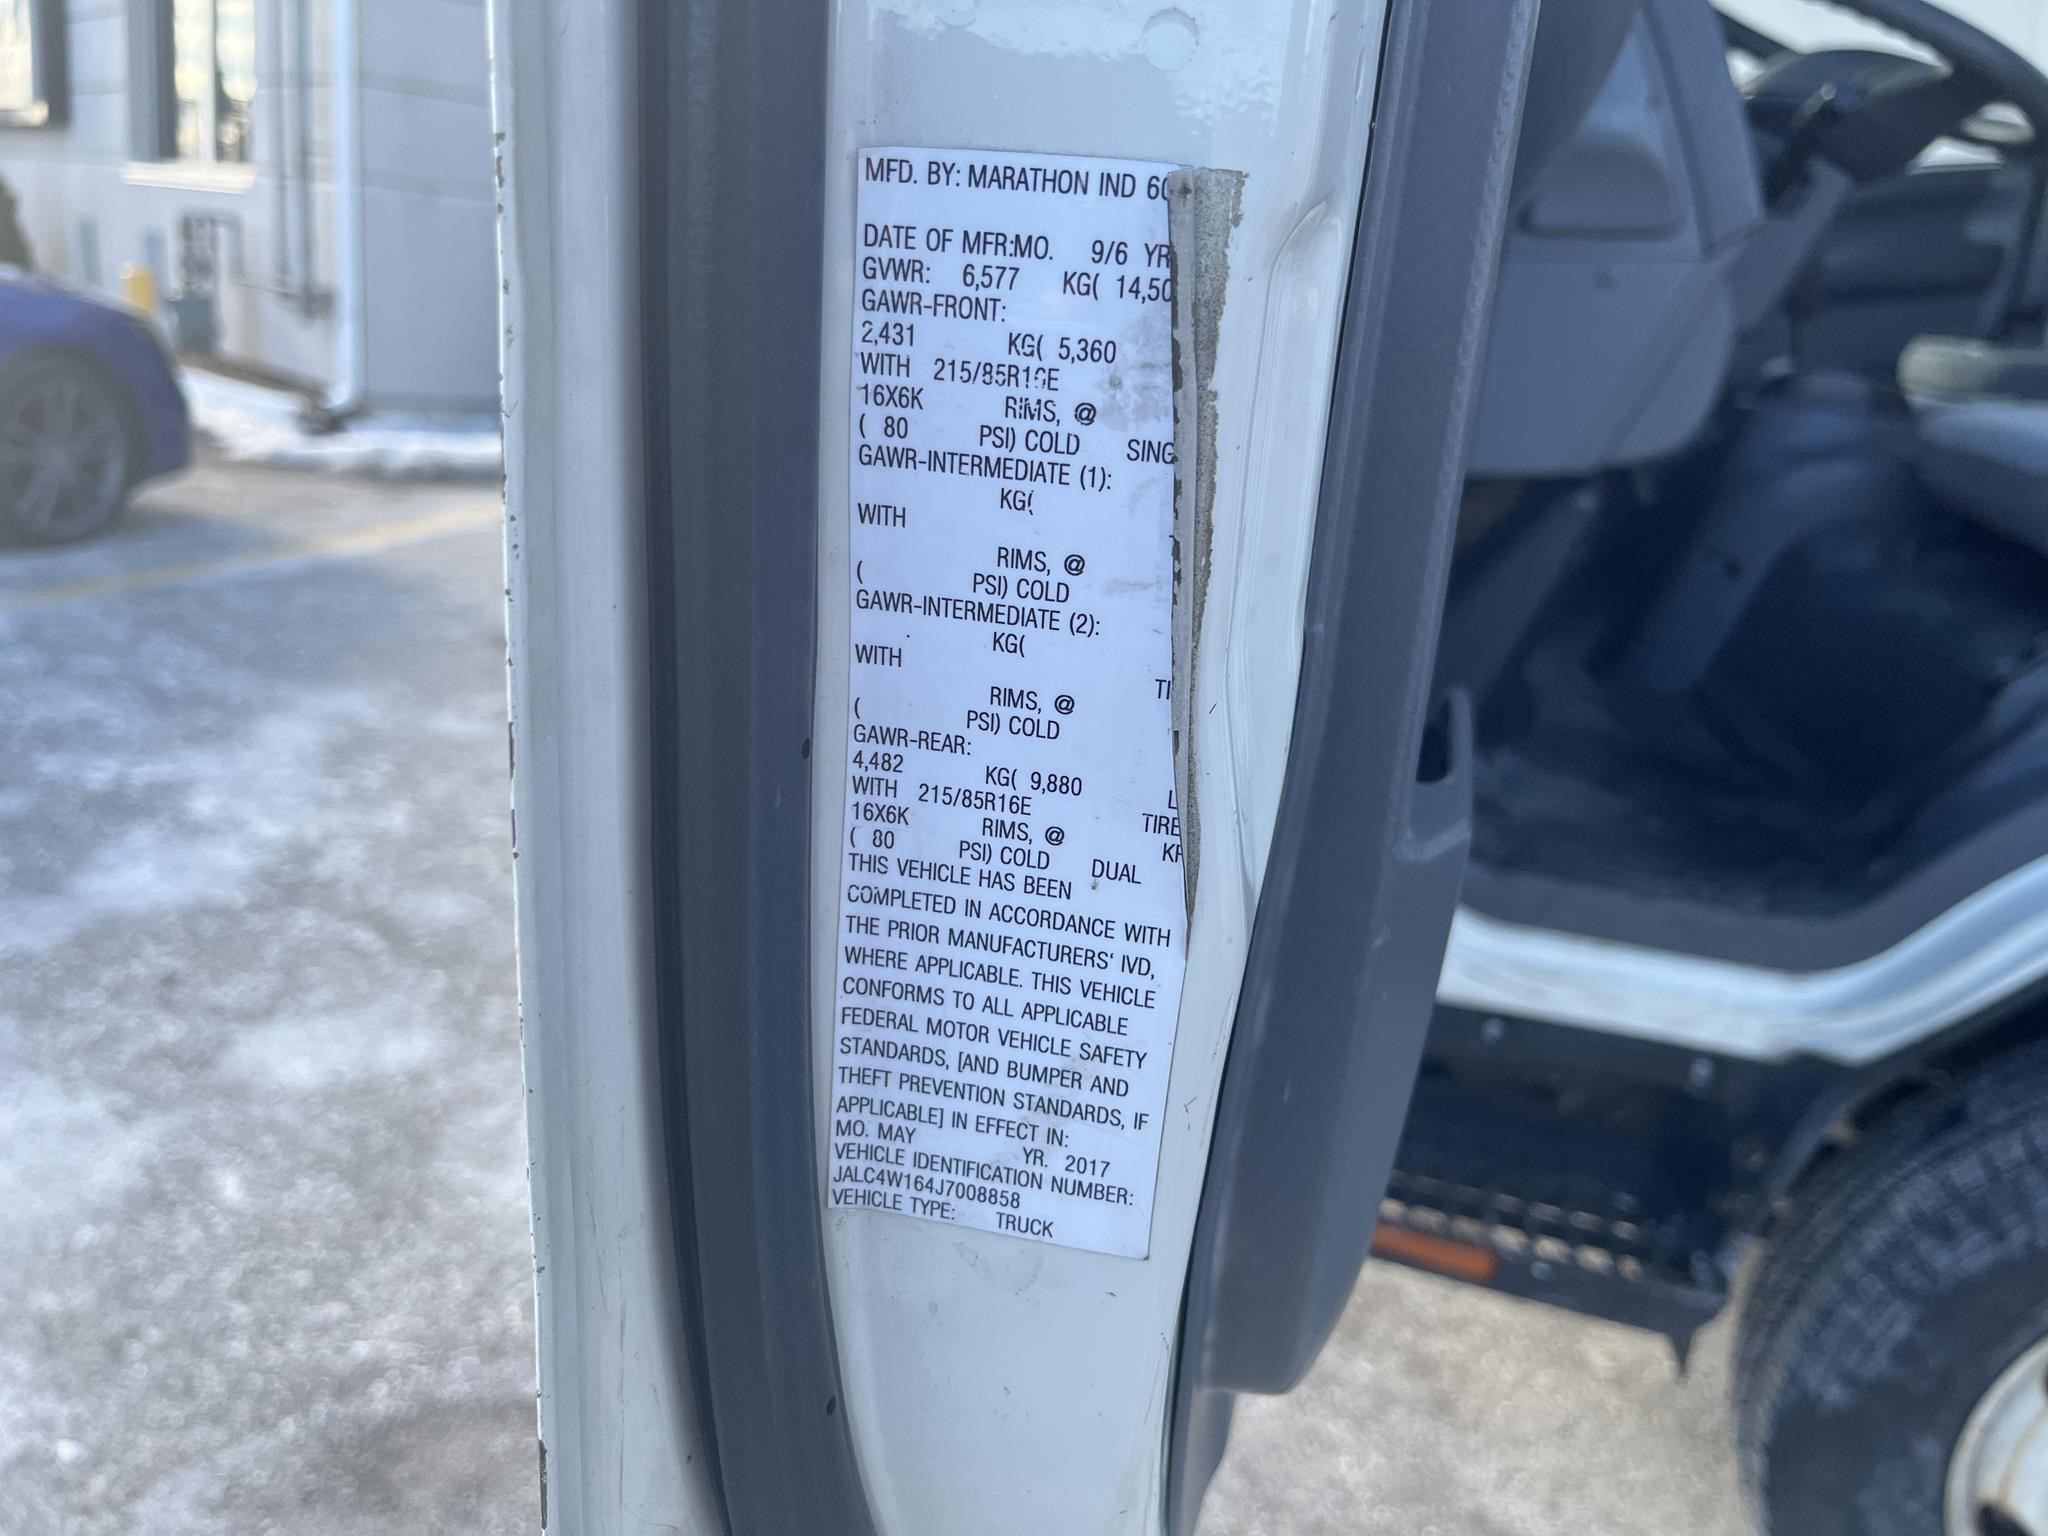 MFD. BY: MARATHON IND 60
DATE OF MFR:MO. 9/6 YR
GVWR: 6,577 KG( 14,50
GAWR-FRONT:
2,431 KG( 5,360
WITH 215/85R16E
16X6K RIMS, @
( 80 PSI) COLD SING
GAWR-INTERMEDIATE (1):
KG(
WITH
RIMS, @
( PSI) COLD
GAWR-INTERMEDIATE (2):
KG(
WITH TI
RIMS, @
( PSI) COLD
GAWR-REAR:
4,482 KG( 9,880 L
WITH 215/85R16E TIRE
16X6K RIMS, @ KP
( 80 PSI) COLD DUAL
THIS VEHICLE HAS BEEN
COMPLETED IN ACCORDANCE WITH
THE PRIOR MANUFACTURERS' IVD,
WHERE APPLICABLE. THIS VEHICLE
CONFORMS TO ALL APPLICABLE
FEDERAL MOTOR VEHICLE SAFETY
STANDARDS, [AND BUMPER AND
THEFT PREVENTION STANDARDS, IF
APPLICABLE] IN EFFECT IN:
MO. MAY YR. 2017
VEHICLE IDENTIFICATION NUMBER:
JALC4W164J7008858
VEHICLE TYPE: TRUCK